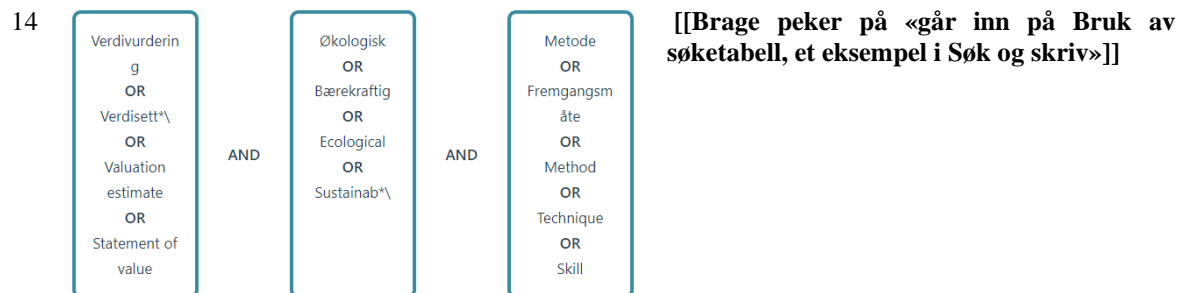 14
Verdivurderin
g
OR
Verdisett*\
OR
Valuation
estimate
OR
Statement of
value
AND
Økologisk
OR
Bærekraftig
OR
Ecological
OR
Sustainab*\
AND
Metode
OR
Fremgangsm
åte
OR
Method
OR
Technique
OR
Skill
[[Brage peker på «går inn på Bruk av
søketabell, et eksempel i Søk og skriv»]]